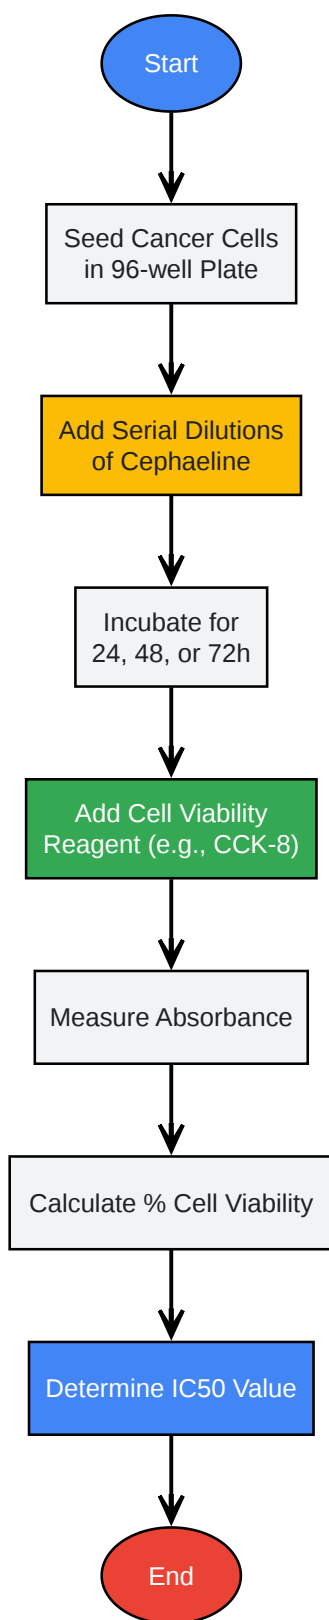 Start
Seed Cancer Cells
in 96-well Plate
Add Serial Dilutions
of Cephaeline
Incubate for
24, 48, or 72h
Add Cell Viability
Reagent (e.g., CCK-8)
Measure Absorbance
Calculate % Cell Viability
Determine IC50 Value
End